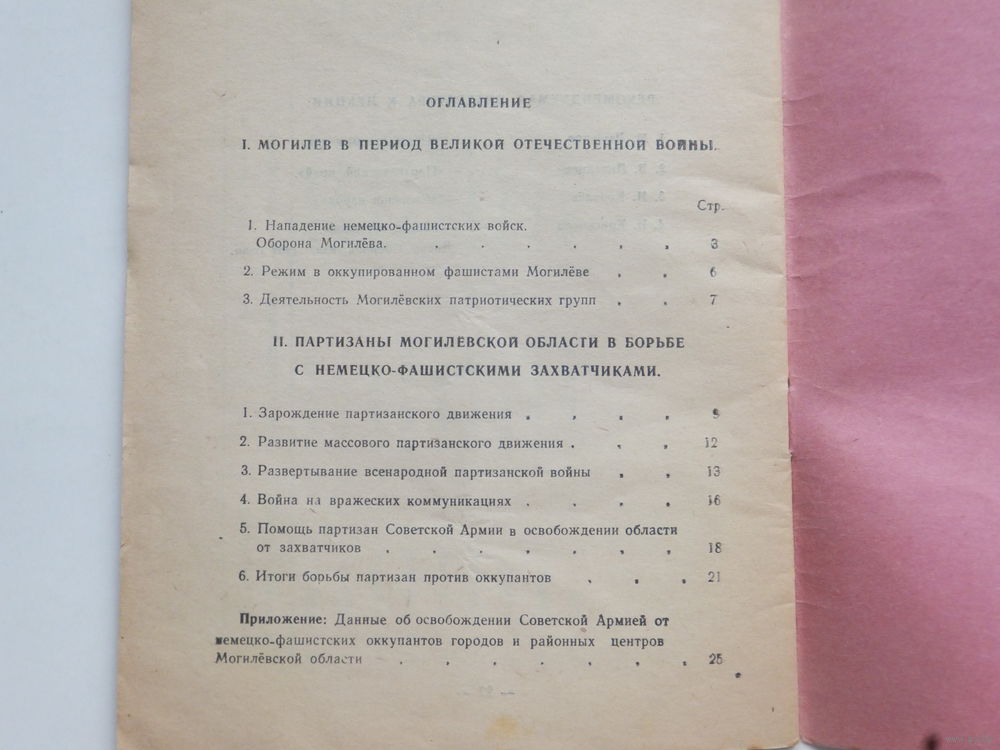 ОГЛАВЛЕНИЕ
I. МОГИЛЕВ В ПЕРИОД ВЕЛИКОЙ ОТЕЧЕСТВЕННОЙ ВОЙНЫ.
Стр.
1. Нападение немецко-фашистских войск.
Оборона Могилёва. . . . . . , 3
2. Режим в оккупированном фашистами Могилёве . . 6
3. Деятельность Могилёвских патриотических групп . . 7
II. ПАРТИЗАНЫ МОГИЛЕВСКОЙ ОБЛАСТИ В БОРЬБЕ
С НЕМЕЦКО-ФАШИСТСКИМИ ЗАХВАТЧИКАМИ.
1. Зарождение партизанского движения . , . . 9
2. Развитие массового партизанского движения . . . 12
3. Развертывание всенародной партизанской войны . . 13
4. Война на вражеских коммуникациях . . . . 16
5. Помощь партизан Советской Армии в освобождении области
от захватчиков . . . . . . . 18
6. Итоги борьбы партизан против оккупантов . . . 21
Приложение: Данные об освобождении Советской Армией от
немецко-фашистских оккупантов городов и районных центров
Могилёвской области . . . . . . . 25